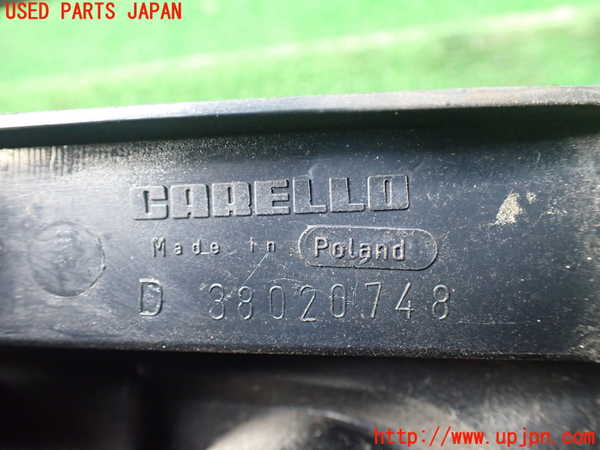 USED PARTS JAPAN
CARELLO
Made in Poland
D 38020748
http://www.upjpn.com